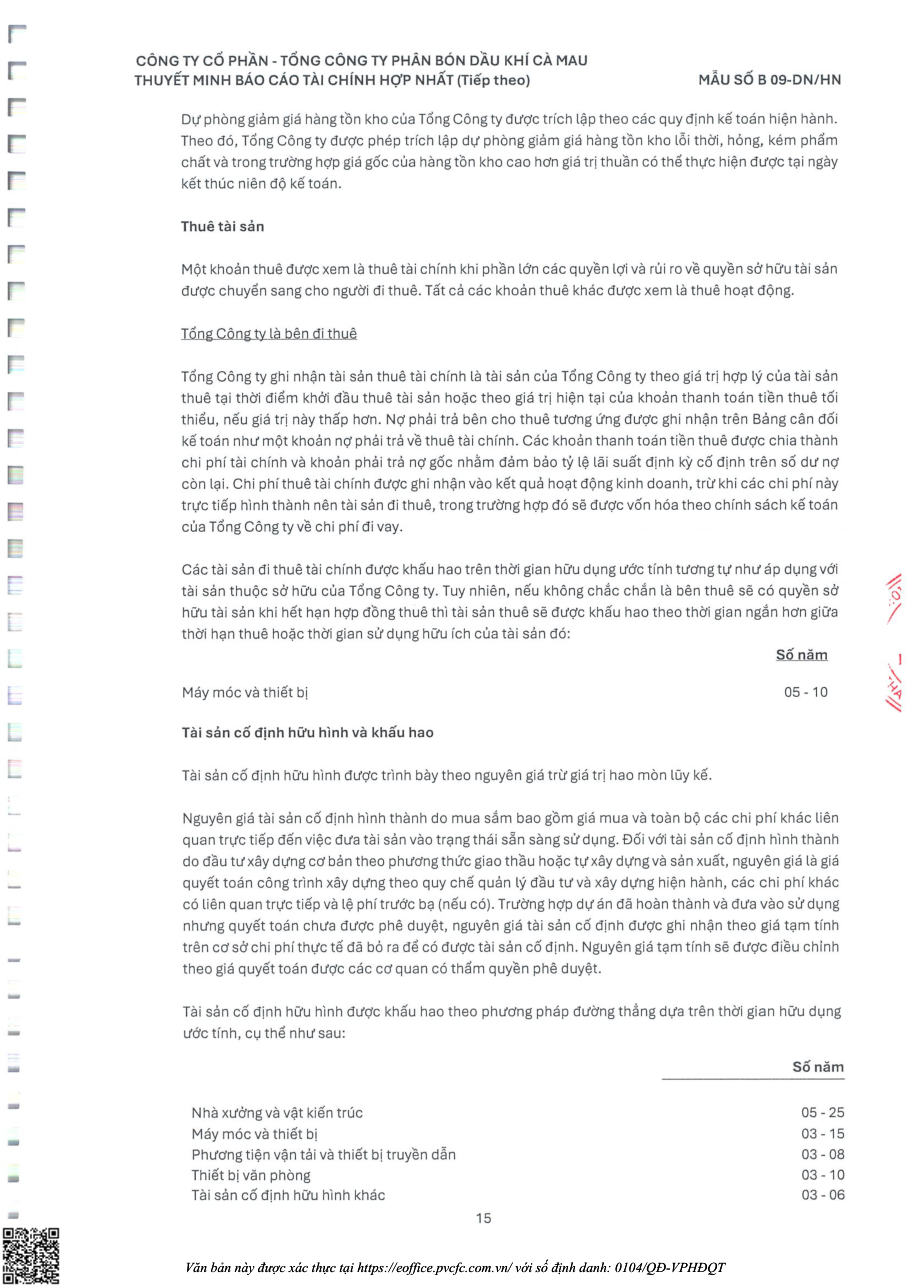 CÔNG TY CỔ PHẦN - TỔNG CÔNG TY PHÂN BÓN DẦU KHÍ CÀ MAU
THUYẾT MINH BÁO CÁO TÀI CHÍNH HỢP NHẤT (Tiếp theo) MẪU SỐ B 09-DN/HN
Dự phòng giảm giá hàng tồn kho của Tổng Công ty được trích lập theo các quy định kế toán hiện hành.
Theo đó, Tổng Công ty được phép trích lập dự phòng giảm giá hàng tồn kho lỗi thời, hỏng, kém phẩm
chất và trong trường hợp giá gốc của hàng tồn kho cao hơn giá trị thuần có thể thực hiện được tại ngày
kết thúc niên độ kế toán.
Thuê tài sản
Một khoản thuê được xem là thuê tài chính khi phần lớn các quyền lợi và rủi ro về quyền sở hữu tài sản
được chuyển sang cho người đi thuê. Tất cả các khoản thuê khác được xem là thuê hoạt động.
Tổng Công ty là bên đi thuê
Tổng Công ty ghi nhận tài sản thuê tài chính là tài sản của Tổng Công ty theo giá trị hợp lý của tài sản
thuê tại thời điểm khởi đầu thuê tài sản hoặc theo giá trị hiện tại của khoản thanh toán tiền thuê tối
thiểu, nếu giá trị này thấp hơn. Nợ phải trả bên cho thuê tương ứng được ghi nhận trên Bảng cân đối
kế toán như một khoản nợ phải trả về thuê tài chính. Các khoản thanh toán tiền thuê được chia thành
chi phí tài chính và khoản phải trả nợ gốc nhằm đảm bảo tỷ lệ lãi suất định kỳ cố định trên số dư nợ
còn lại. Chi phí thuê tài chính được ghi nhận vào kết quả hoạt động kinh doanh, trừ khi các chi phí này
trực tiếp hình thành nên tài sản đi thuê, trong trường hợp đó sẽ được vốn hóa theo chính sách kế toán
của Tổng Công ty về chi phí đi vay.
Các tài sản đi thuê tài chính được khấu hao trên thời gian hữu dụng ước tính tương tự như áp dụng với
tài sản thuộc sở hữu của Tổng Công ty. Tuy nhiên, nếu không chắc chắn là bên thuê sẽ có quyền sở
hữu tài sản khi hết hạn hợp đồng thuê thì tài sản thuê sẽ được khấu hao theo thời gian ngắn hơn giữa
thời hạn thuê hoặc thời gian sử dụng hữu ích của tài sản đó:
Số năm
Máy móc và thiết bị 05 - 10
Tài sản cố định hữu hình và khấu hao
Tài sản cố định hữu hình được trình bày theo nguyên giá trừ giá trị hao mòn lũy kế.
Nguyên giá tài sản cố định hình thành do mua sắm bao gồm giá mua và toàn bộ các chi phí khác liên
quan trực tiếp đến việc đưa tài sản vào trạng thái sẵn sàng sử dụng. Đối với tài sản cố định hình thành
do đầu tư xây dựng cơ bản theo phương thức giao thầu hoặc tự xây dựng và sản xuất, nguyên giá là giá
quyết toán công trình xây dựng theo quy chế quản lý đầu tư và xây dựng hiện hành, các chi phí khác
có liên quan trực tiếp và lệ phí trước bạ (nếu có). Trường hợp dự án đã hoàn thành và đưa vào sử dụng
nhưng quyết toán chưa được phê duyệt, nguyên giá tài sản cố định được ghi nhận theo giá tạm tính
trên cơ sở chi phí thực tế đã bỏ ra để có được tài sản cố định. Nguyên giá tạm tính sẽ được điều chỉnh
theo giá quyết toán được các cơ quan có thẩm quyền phê duyệt.
Tài sản cố định hữu hình được khấu hao theo phương pháp đường thẳng dựa trên thời gian hữu dụng
ước tính, cụ thể như sau:
Số năm
Nhà xưởng và vật kiến trúc 05 - 25
Máy móc và thiết bị 03 - 15
Phương tiện vận tải và thiết bị truyền dẫn 03 - 08
Thiết bị văn phòng 03 - 10
Tài sản cố định hữu hình khác 03 - 06
15
Văn bản này được xác thực tại https://eoffice.pvcfc.com.vn/ với số định danh: 0104/QĐ-VPHĐQT